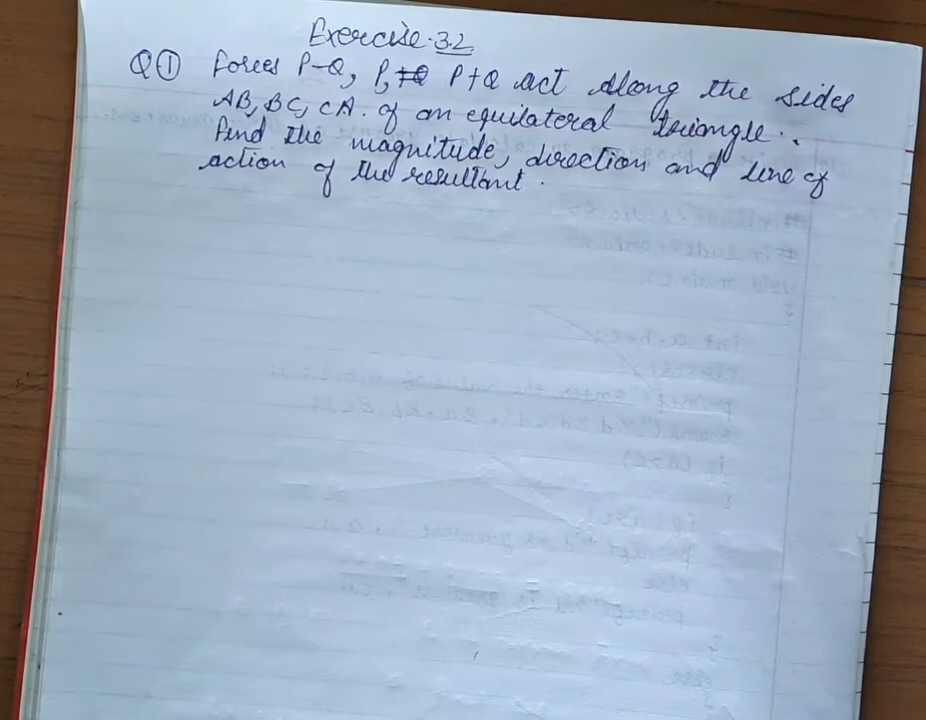 Exercise.3.2
Q① Forces P-Q, P, P+Q act along the sides
AB, BC, CA. of an equilateral triangle.
Find the magnitude, direction and line of
action of the resultant.